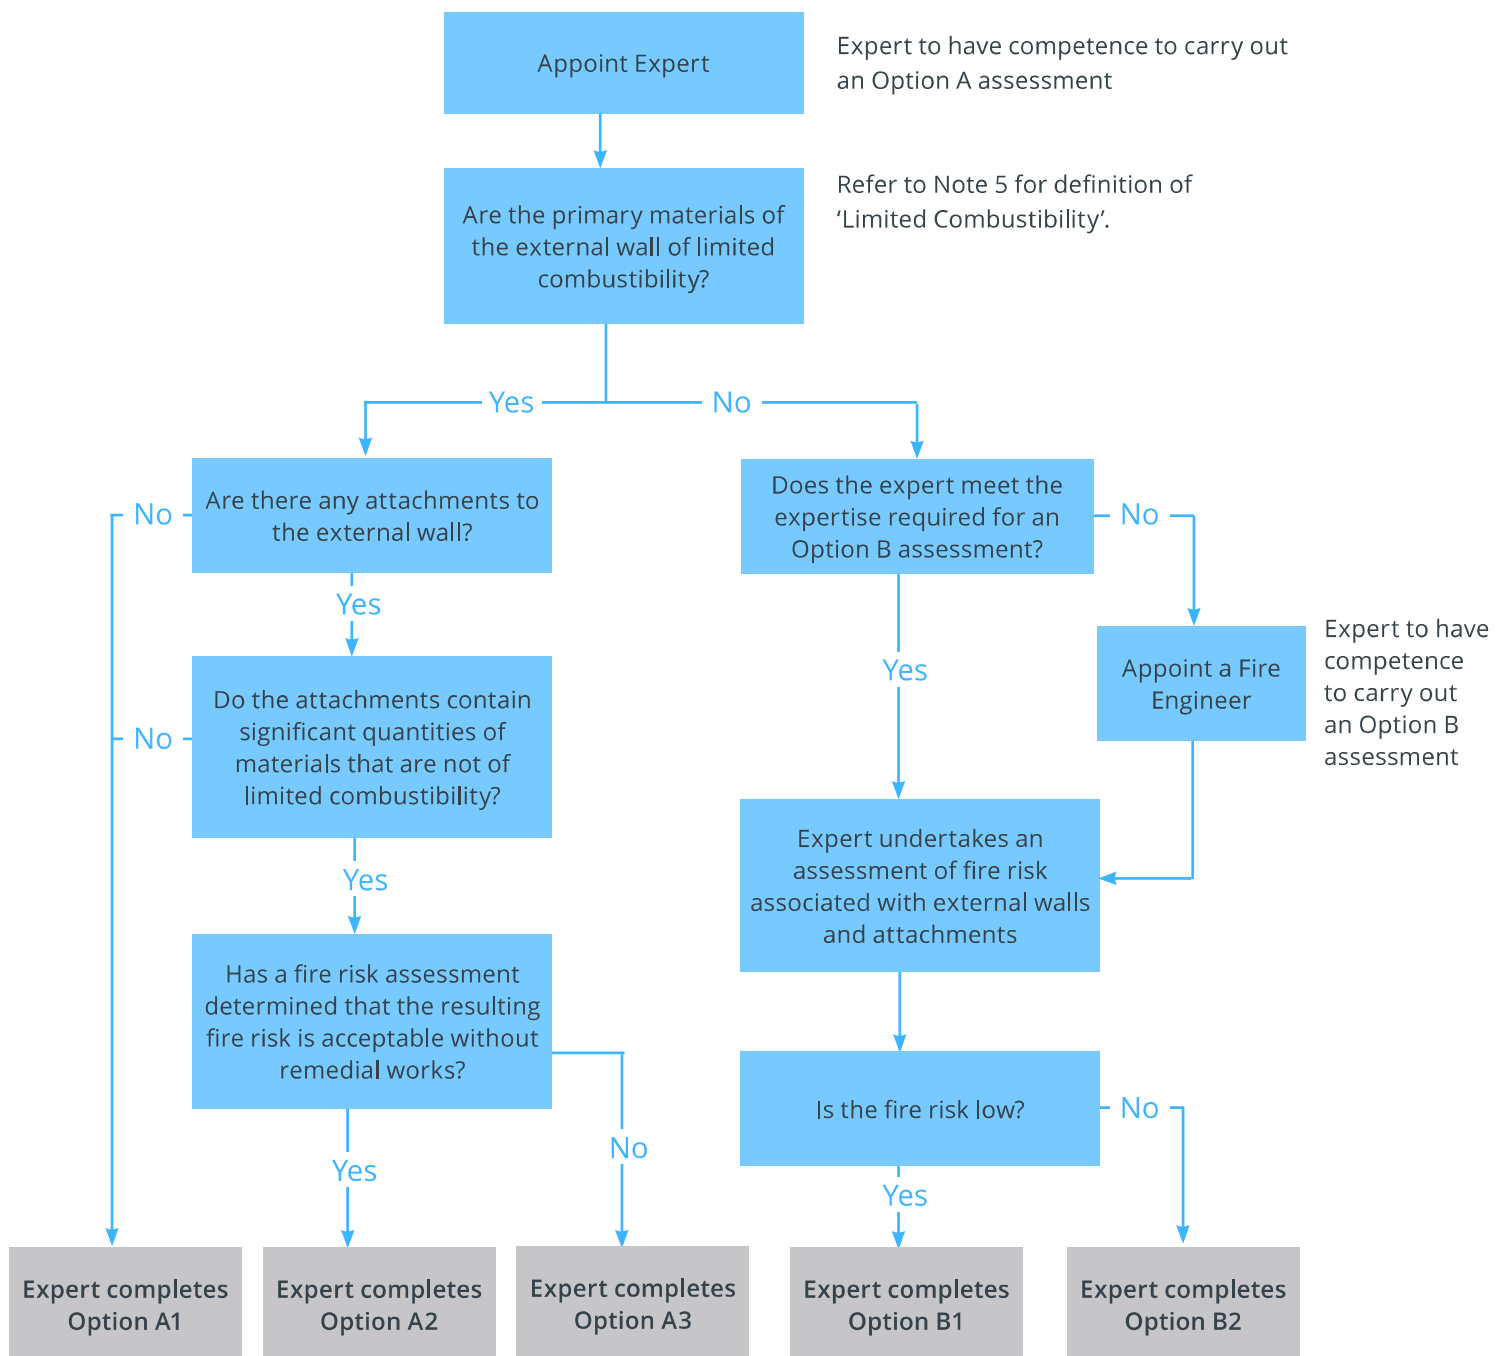 Appoint Expert
Expert to have competence to carry out
an Option A assessment
Are the primary materials of
the external wall of limited
combustibility?
Refer to Note 5 for definition of
‘Limited Combustibility’.
Yes
No
Are there any attachments to
the external wall?
No
Yes
Does the expert meet the
expertise required for an
Option B assessment?
No
Yes
Appoint a Fire
Engineer
Expert to have
competence
to carry out
an Option B
assessment
Do the attachments contain
significant quantities of
materials that are not of
limited combustibility?
No
Yes
Expert undertakes an
assessment of fire risk
associated with external walls
and attachments
Has a fire risk assessment
determined that the resulting
fire risk is acceptable without
remedial works?
Yes
No
Is the fire risk low?
No
Yes
Expert completes
Option A1
Expert completes
Option A2
Expert completes
Option A3
Expert completes
Option B1
Expert completes
Option B2